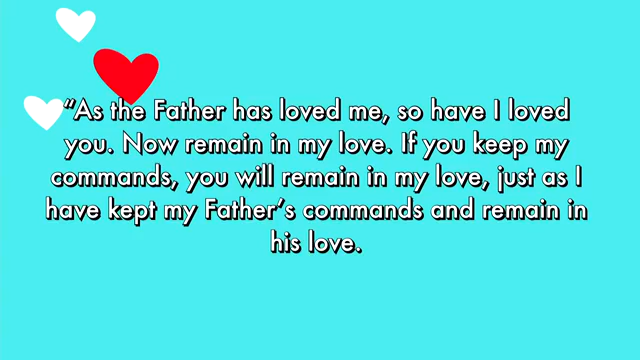 “As the Father has loved me, so have I loved
you. Now remain in my love. If you keep my
commands, you will remain in my love, just as I
have kept my Father’s commands and remain in
his love.